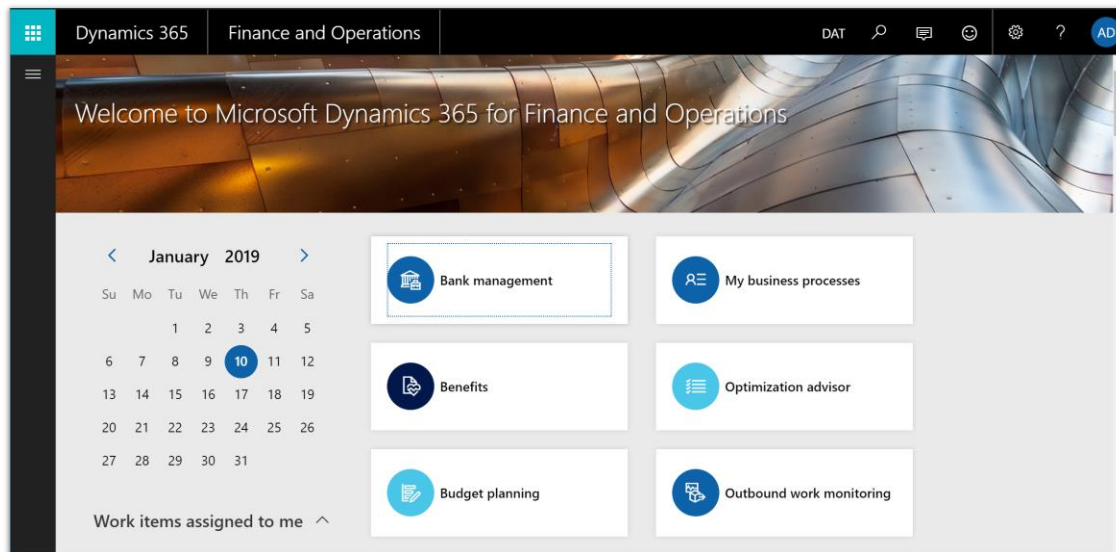 Dynamics 365 Finance and Operations DAT ? AD
Welcome to Microsoft Dynamics 365 for Finance and Operations
January 2019
Su Mo Tu We Th Fr Sa
1 2 3 4 5
6 7 8 9 10 11 12
13 14 15 16 17 18 19
20 21 22 23 24 25 26
27 28 29 30 31
Work items assigned to me
Bank management
My business processes
Benefits
Optimization advisor
Budget planning
Outbound work monitoring